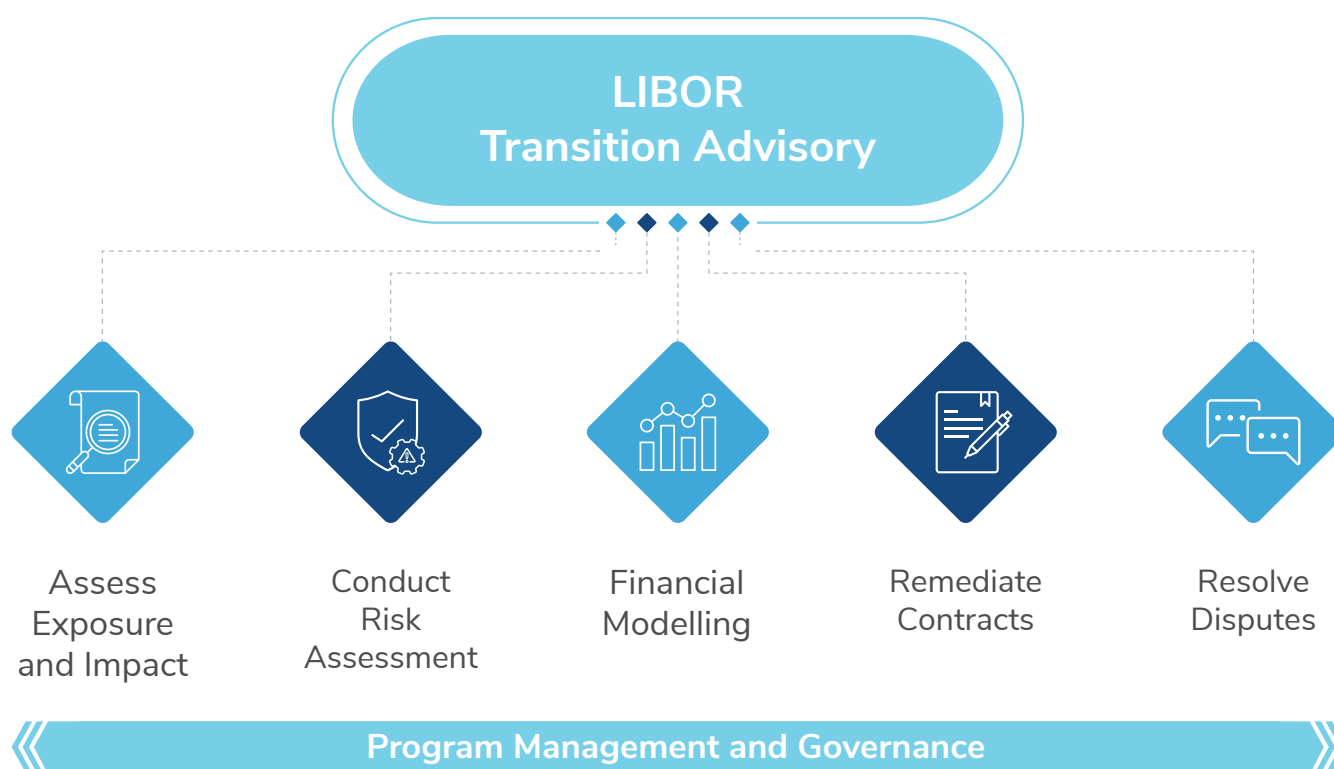 LIBOR
Transition Advisory
Assess
Exposure
and Impact
Conduct
Risk
Assessment
Financial
Modelling
Remediate
Contracts
Resolve
Disputes
Program Management and Governance